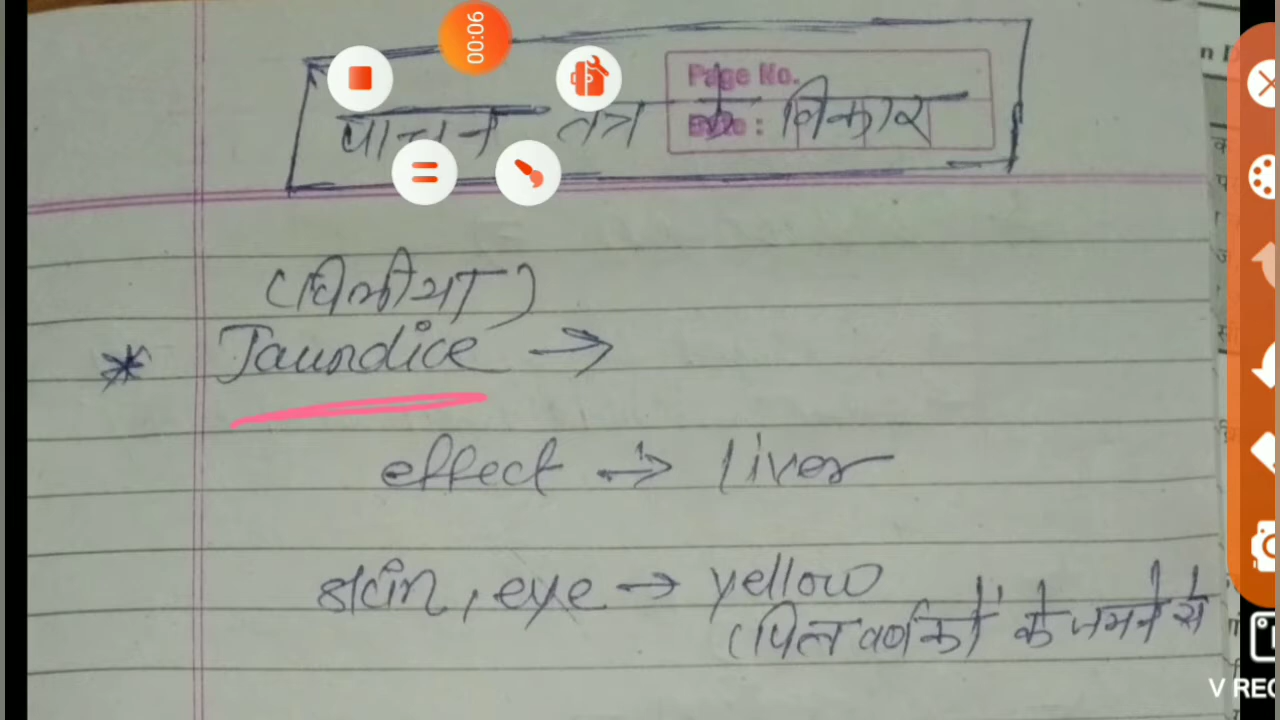 00:06
Page No.
Date :
पाचन तंत्र के विकार
(पिलीया)
* Jaundice →
effect → liver
skin, eye → yellow
(पित्त वर्णकों के जमने से
V REC